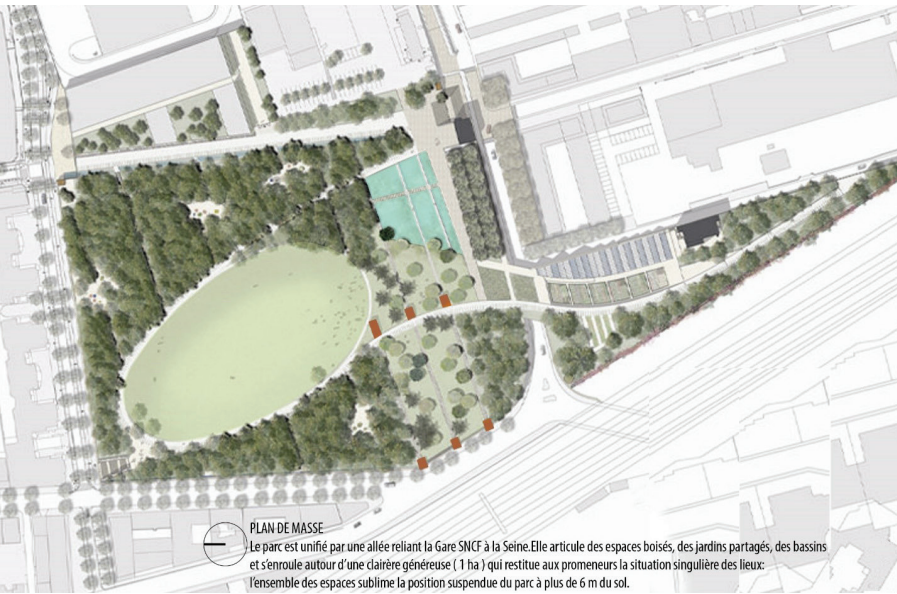 PLAN DE MASSE
Le parc est unifié par une allée reliant la Gare SNCF à la Seine.Elle articule des espaces boisés, des jardins partagés, des bassins
et s'enroule autour d'une clairère généreuse ( 1 ha ) qui restitue aux promeneurs la situation singulière des lieux:
l'ensemble des espaces sublime la position suspendue du parc à plus de 6 m du sol.